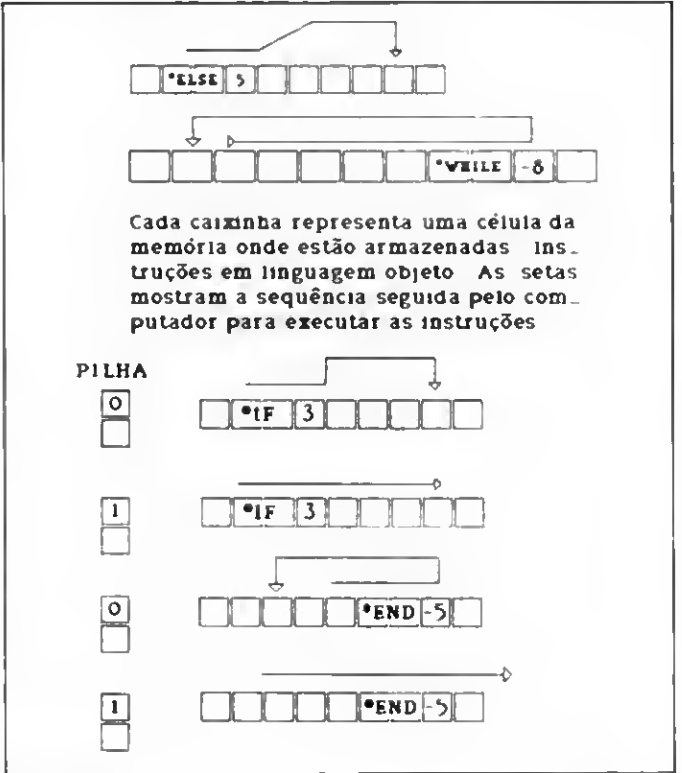 *ELSE 5
*WHILE -8
Cada caixinha representa uma célula da
memória onde estão armazenadas ins_
truções em linguagem objeto As setas
mostram a sequência seguida pelo com_
putador para executar as instruções
PILHA
0 *IF 3
1 *IF 3
0 *END -5
1 *END -5